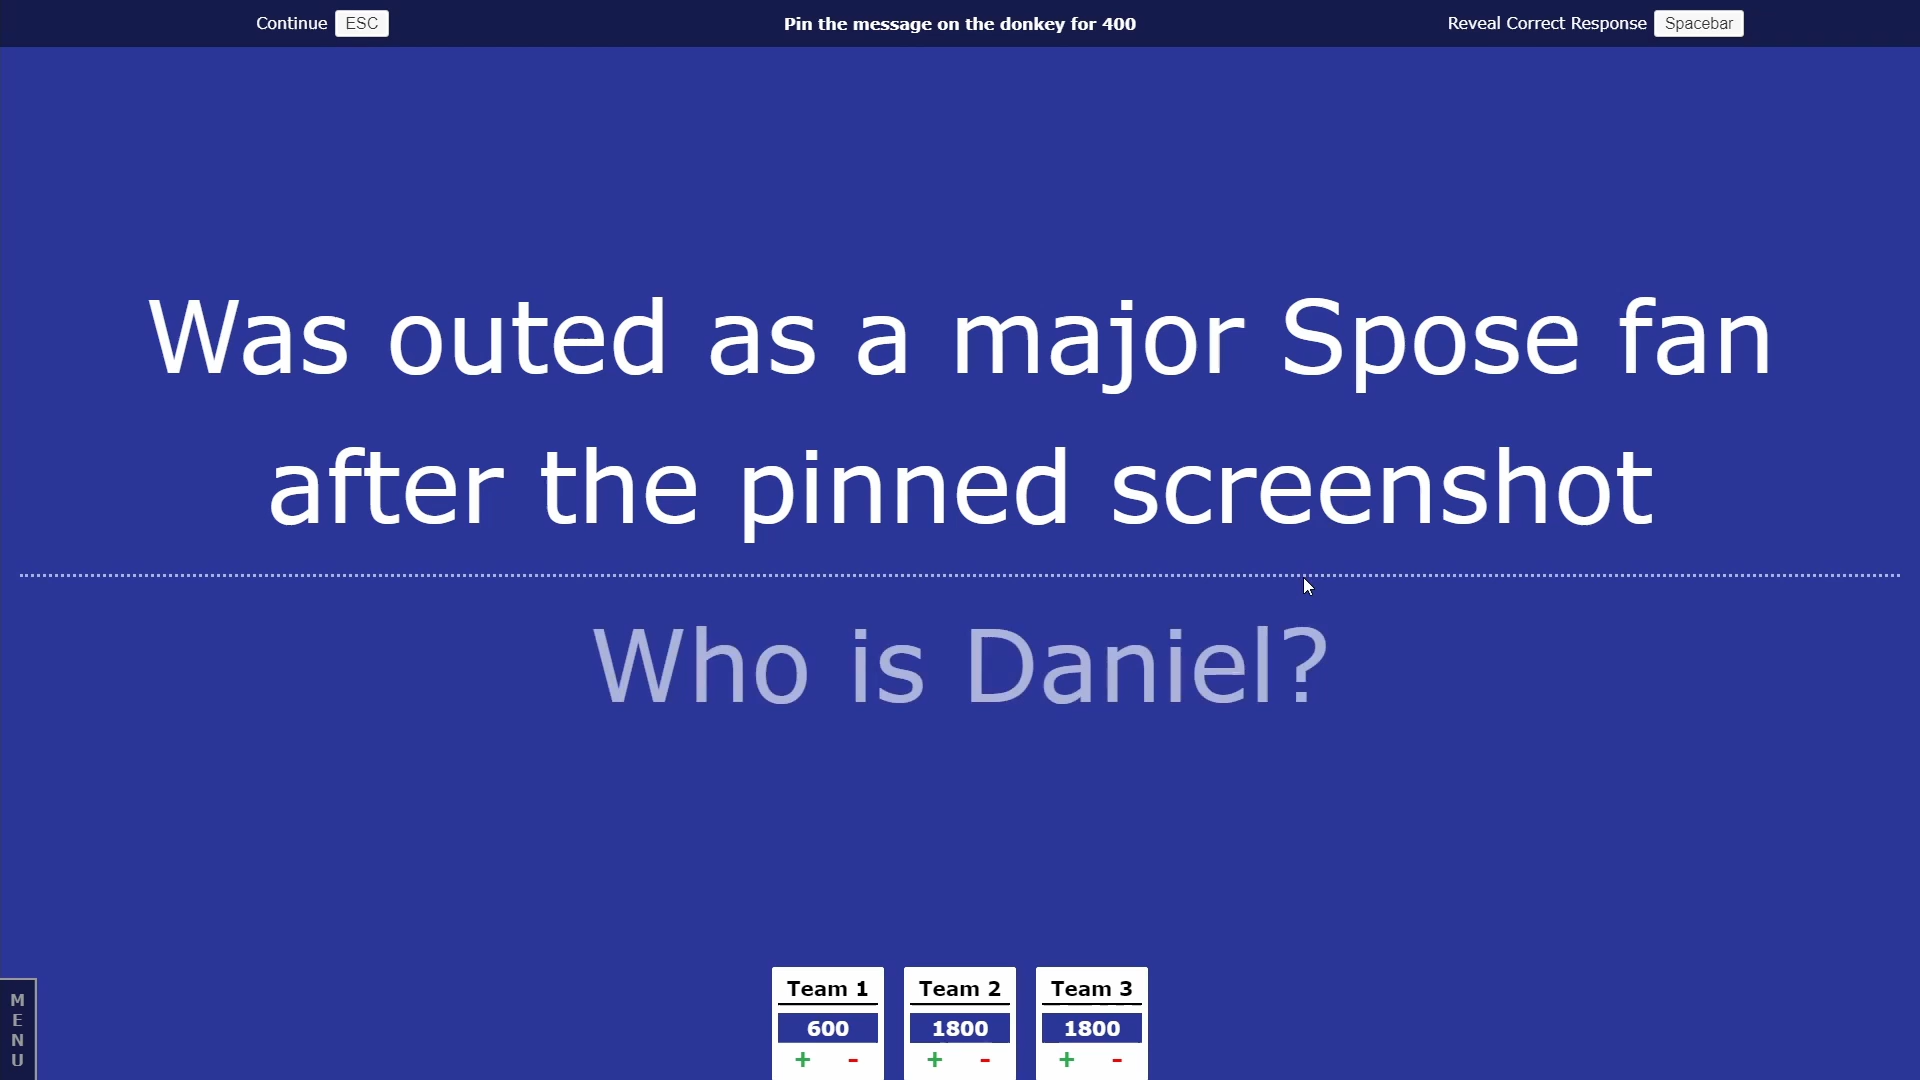 Continue ESC
Pin the message on the donkey for 400
Reveal Correct Response Spacebar
Was outed as a major Spose fan
after the pinned screenshot
Who is Daniel?
MENU
Team 1 Team 2 Team 3
600 1800 1800
+ - + - + -